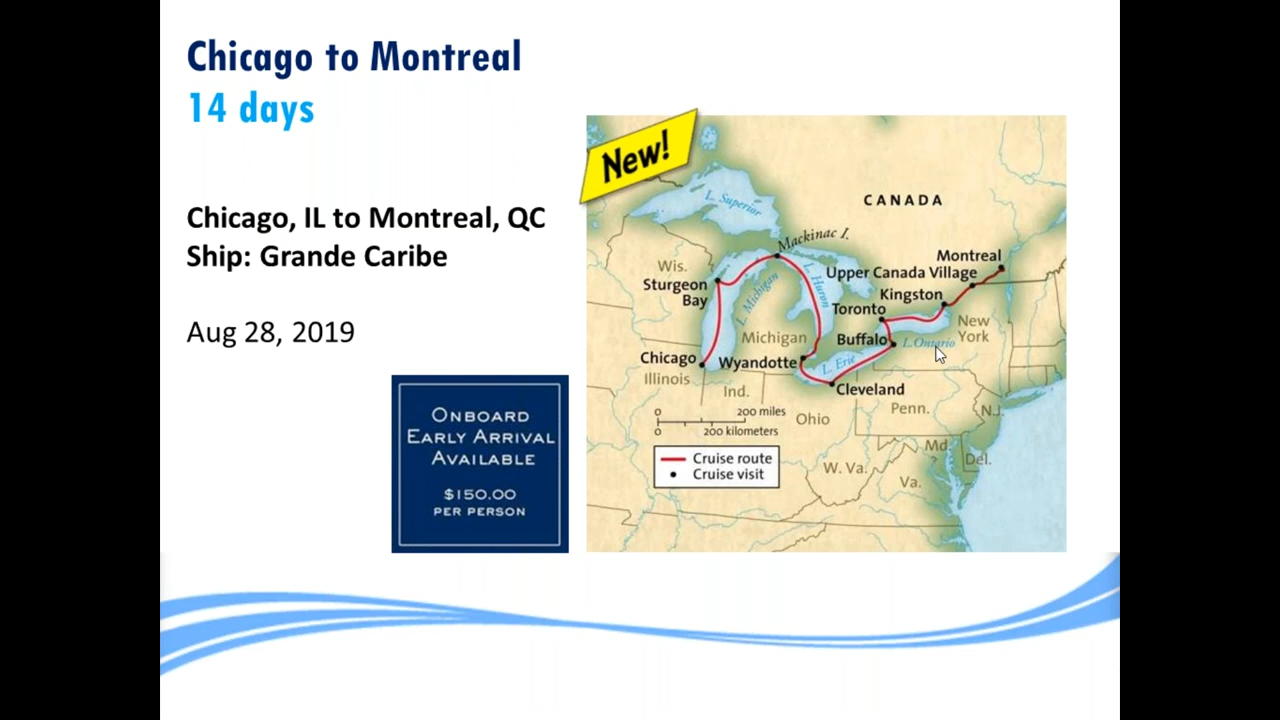 Chicago to Montreal
14 days
Chicago, IL to Montreal, QC
Ship: Grande Caribe
Aug 28, 2019
ONBOARD
EARLY ARRIVAL
AVAILABLE
$150.00
PER PERSON
New!
L. Superior
CANADA
Mackinac I.
Montreal
Wis.
Upper Canada Village
Sturgeon
Bay
L. Michigan
L. Huron
Kingston
Toronto
New
York
Michigan
Buffalo
L. Ontario
Chicago
Wyandotte
L. Erie
Illinois
Ind.
Cleveland
Ohio
Penn.
N.J.
0
200 miles
0
200 kilometers
Md.
Del.
W. Va.
Va.
Cruise route
Cruise visit